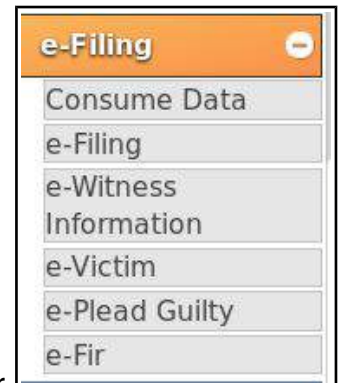 e-Filing
Consume Data
e-Filing
e-Witness
Information
e-Victim
e-Plead Guilty
e-Fir